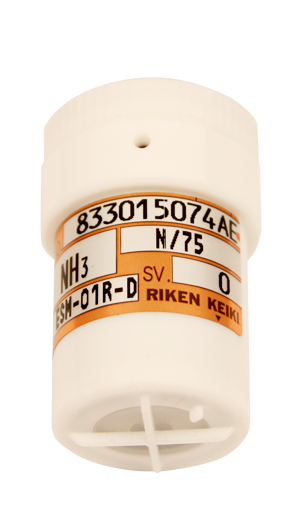 833015074AE
N/75
NH3
SV. 0
ESM-01R-D
RIKEN KEIKI